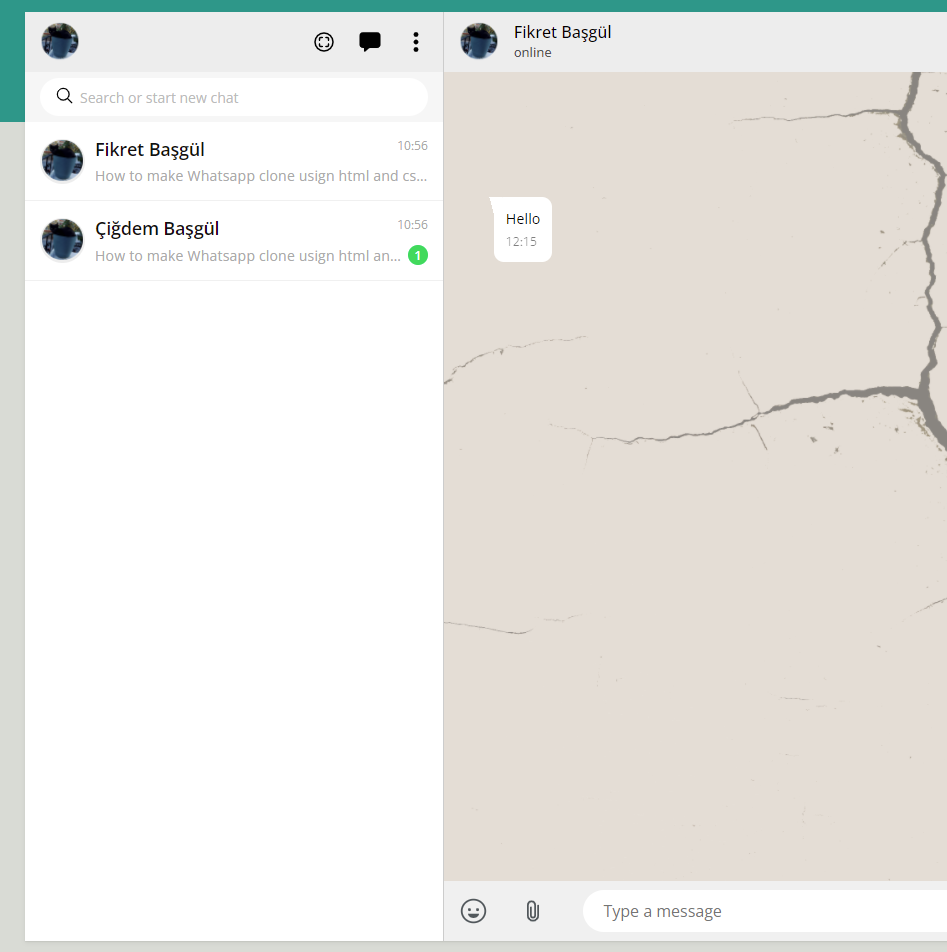 Search or start new chat
Fikret Başgül
10:56
How to make Whatsapp clone usign html and cs...
Çiğdem Başgül
10:56
How to make Whatsapp clone usign html an...
1
Fikret Başgül
online
Hello
12:15
Type a message